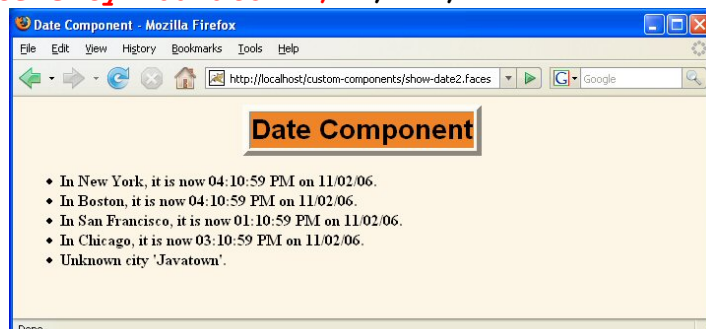 Date Component - Mozilla Firefox
File Edit View History Bookmarks Tools Help
http://localhost/custom-components/show-date2.faces G Google
Date Component
In New York, it is now 04:10:59 PM on 11/02/06.
In Boston, it is now 04:10:59 PM on 11/02/06.
In San Francisco, it is now 01:10:59 PM on 11/02/06.
In Chicago, it is now 03:10:59 PM on 11/02/06.
Unknown city 'Javatown'.
Done